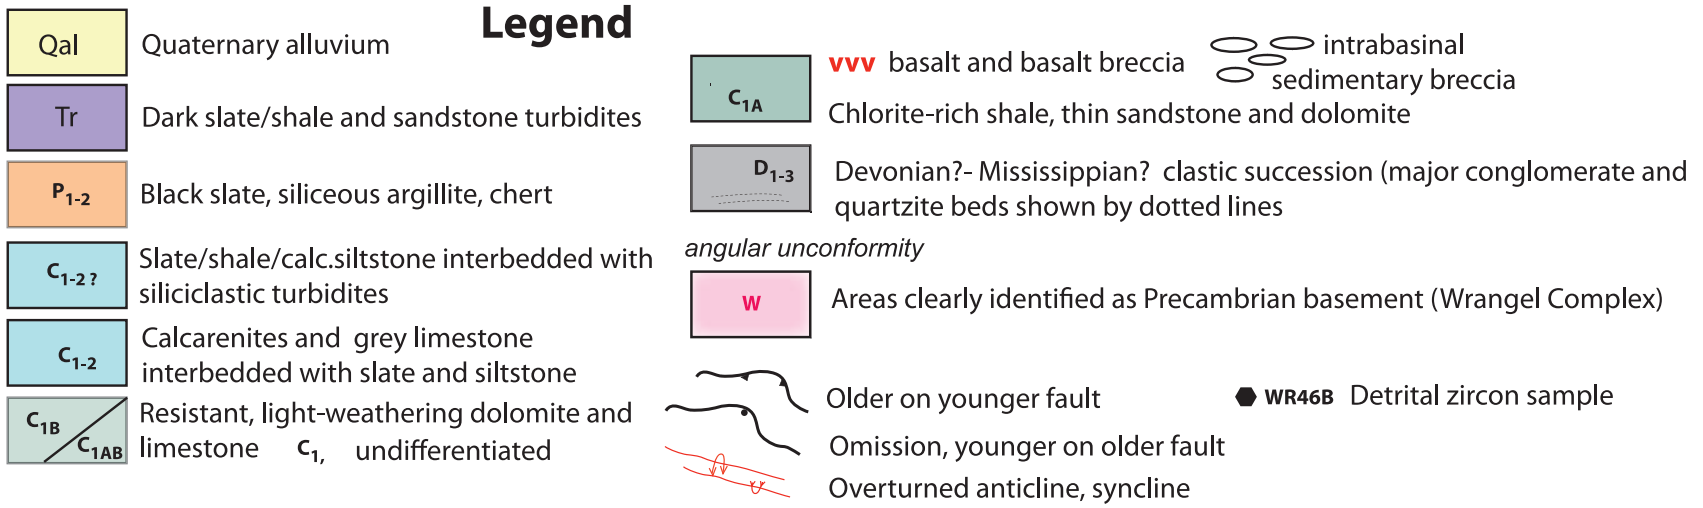 Legend
Qal Quaternary alluvium
Tr Dark slate/shale and sandstone turbidites
P1-2 Black slate, siliceous argillite, chert
C1-2 ? Slate/shale/calc.siltstone interbedded with
siliciclastic turbidites
C1-2 Calcarenites and grey limestone
interbedded with slate and siltstone
C1B C1AB Resistant, light-weathering dolomite and
limestone C1, undifferentiated
vvv basalt and basalt breccia
intrabasinal
sedimentary breccia
C1A Chlorite-rich shale, thin sandstone and dolomite
D1-3 Devonian?- Mississippian? clastic succession (major conglomerate and
quartzite beds shown by dotted lines
angular unconformity
W Areas clearly identified as Precambrian basement (Wrangel Complex)
Older on younger fault
WR46B Detrital zircon sample
Omission, younger on older fault
Overturned anticline, syncline